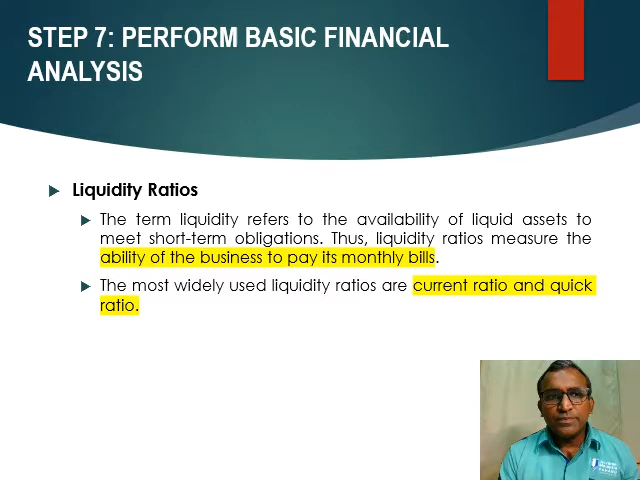 STEP 7: PERFORM BASIC FINANCIAL
ANALYSIS
Liquidity Ratios
The term liquidity refers to the availability of liquid assets to
meet short-term obligations. Thus, liquidity ratios measure the
ability of the business to pay its monthly bills.
The most widely used liquidity ratios are current ratio and quick
ratio.